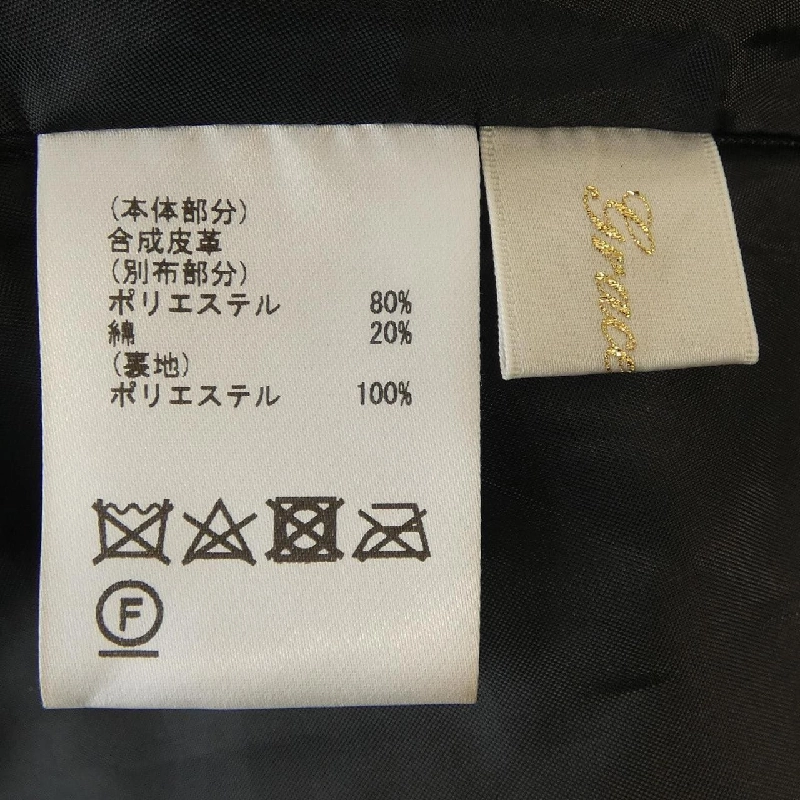 (本体部分)
合成皮革
(別布部分)
ポリエステル 80%
綿 20%
(裏地)
ポリエステル 100%
F